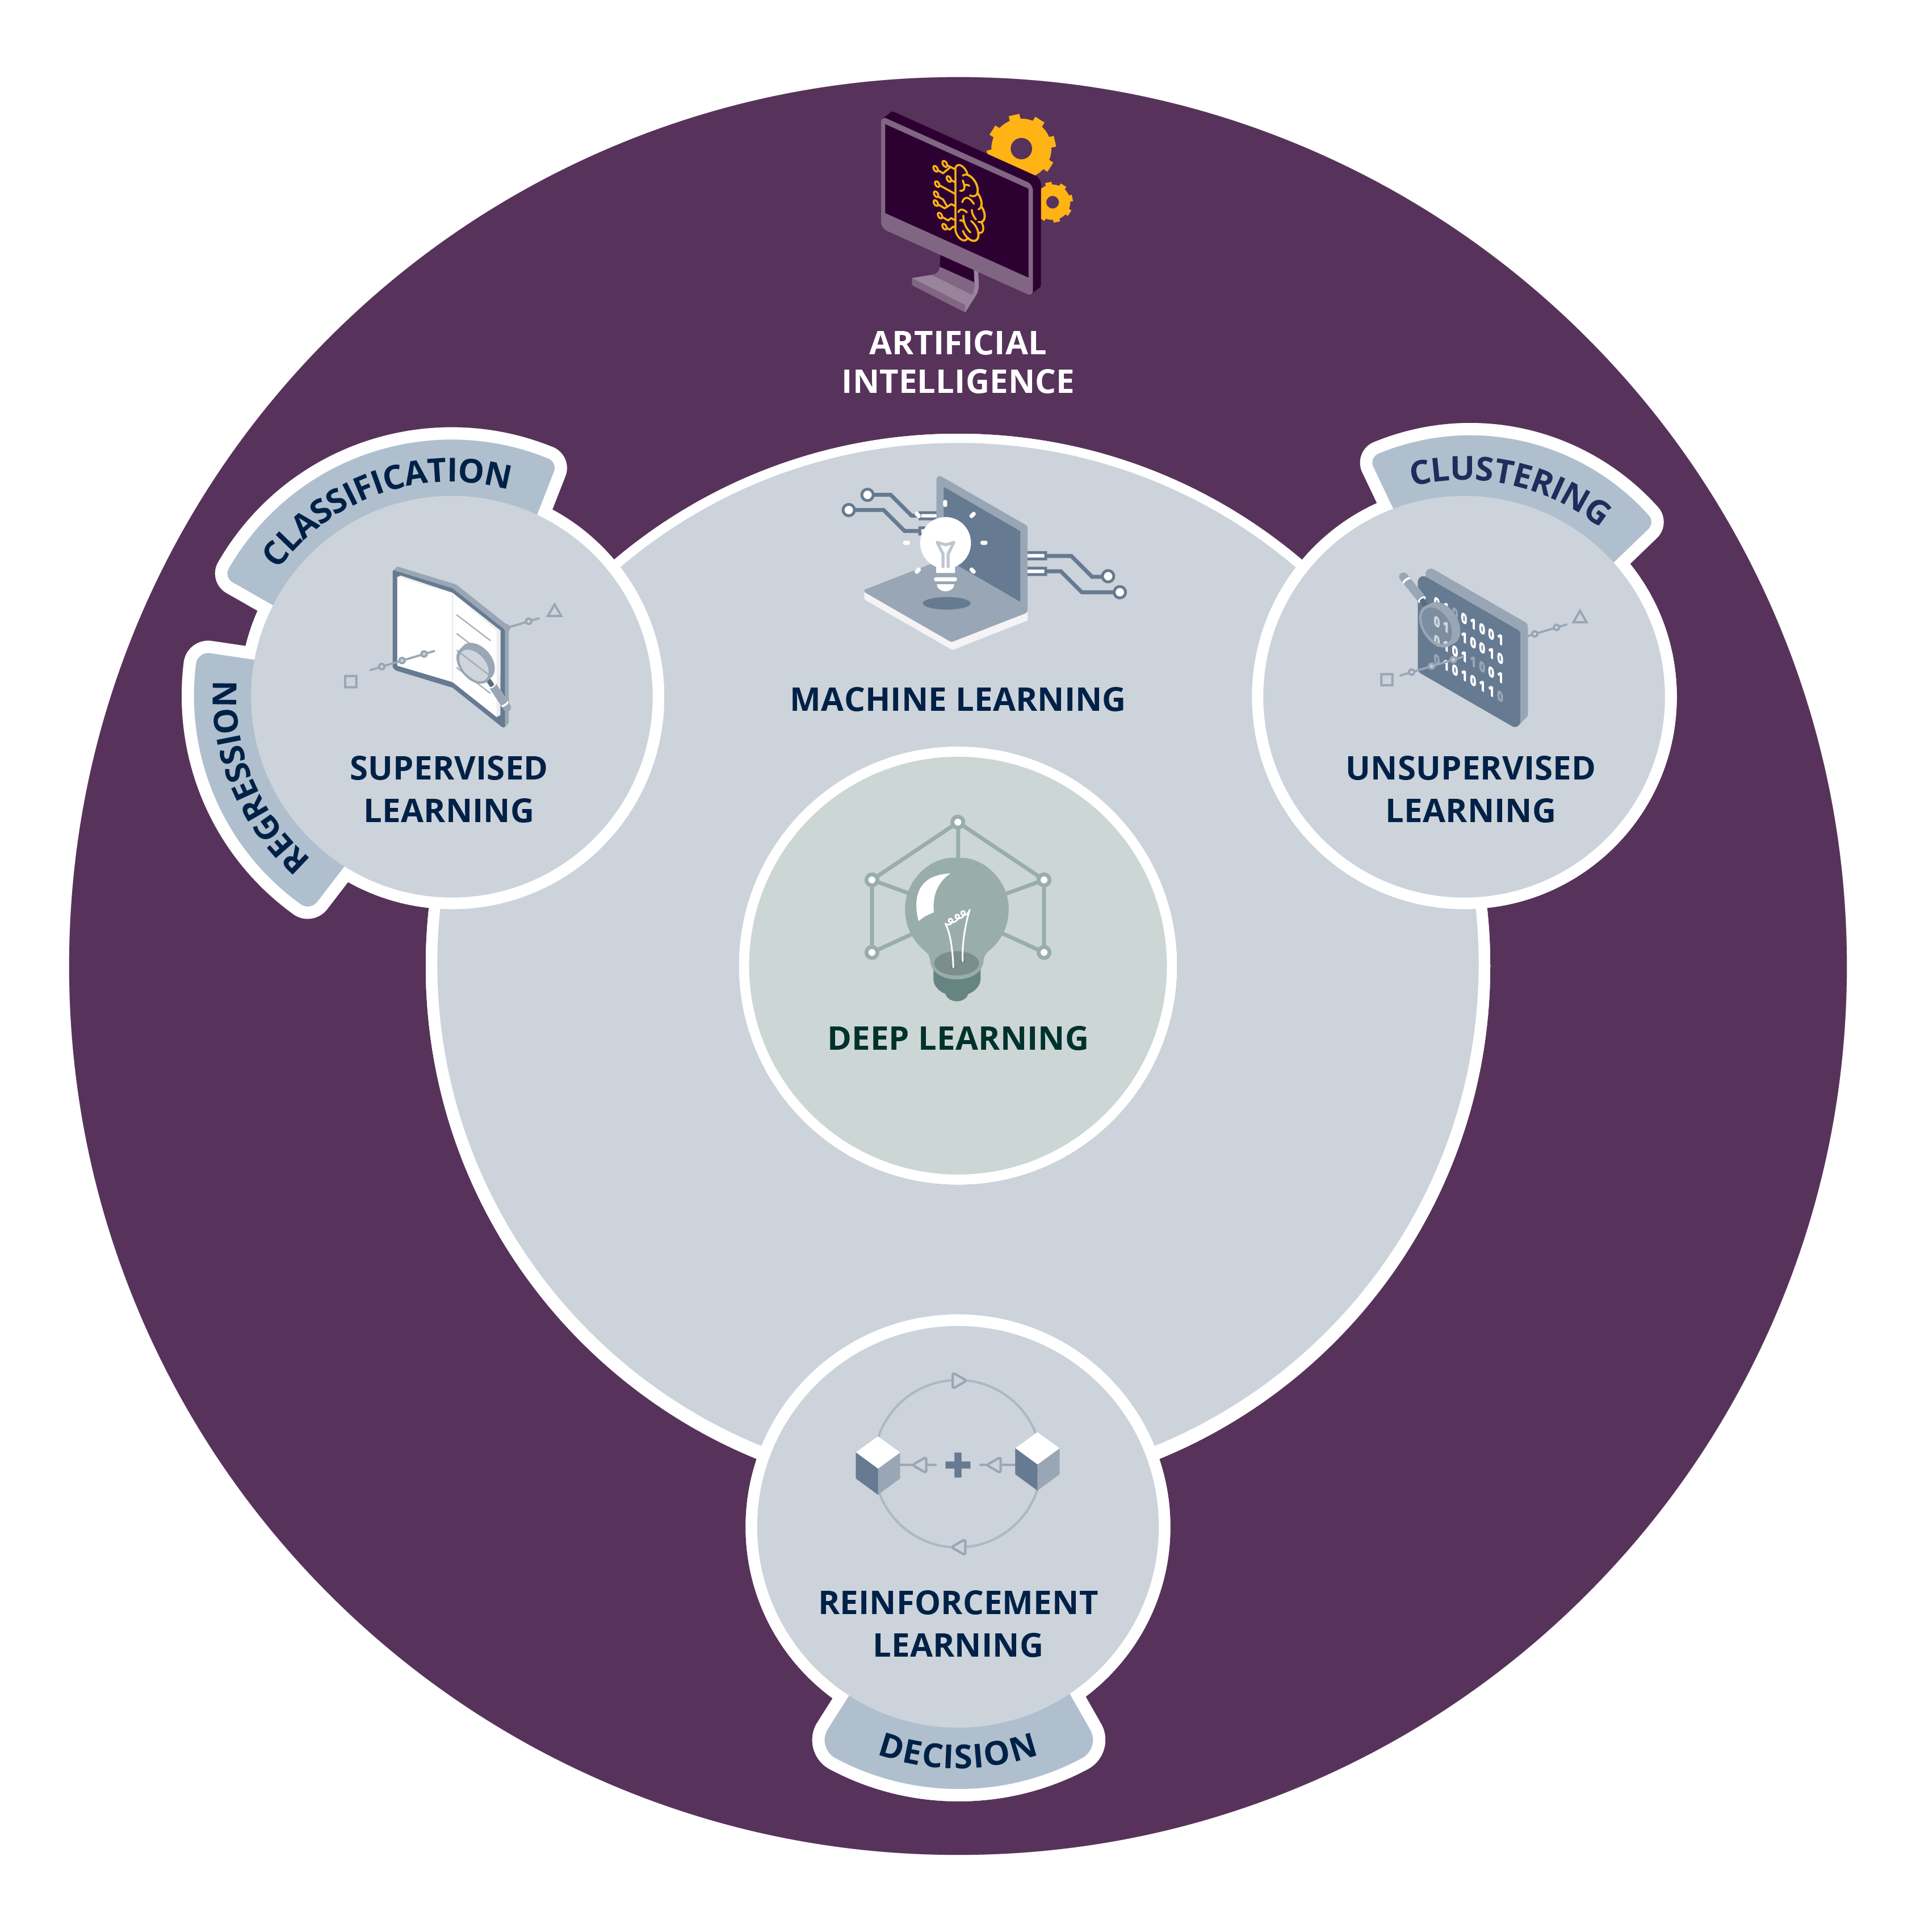 ARTIFICIAL
INTELLIGENCE
CLASSIFICATION
REGRESSION
SUPERVISED
LEARNING
MACHINE LEARNING
CLUSTERING
UNSUPERVISED
LEARNING
DEEP LEARNING
REINFORCEMENT
LEARNING
DECISION